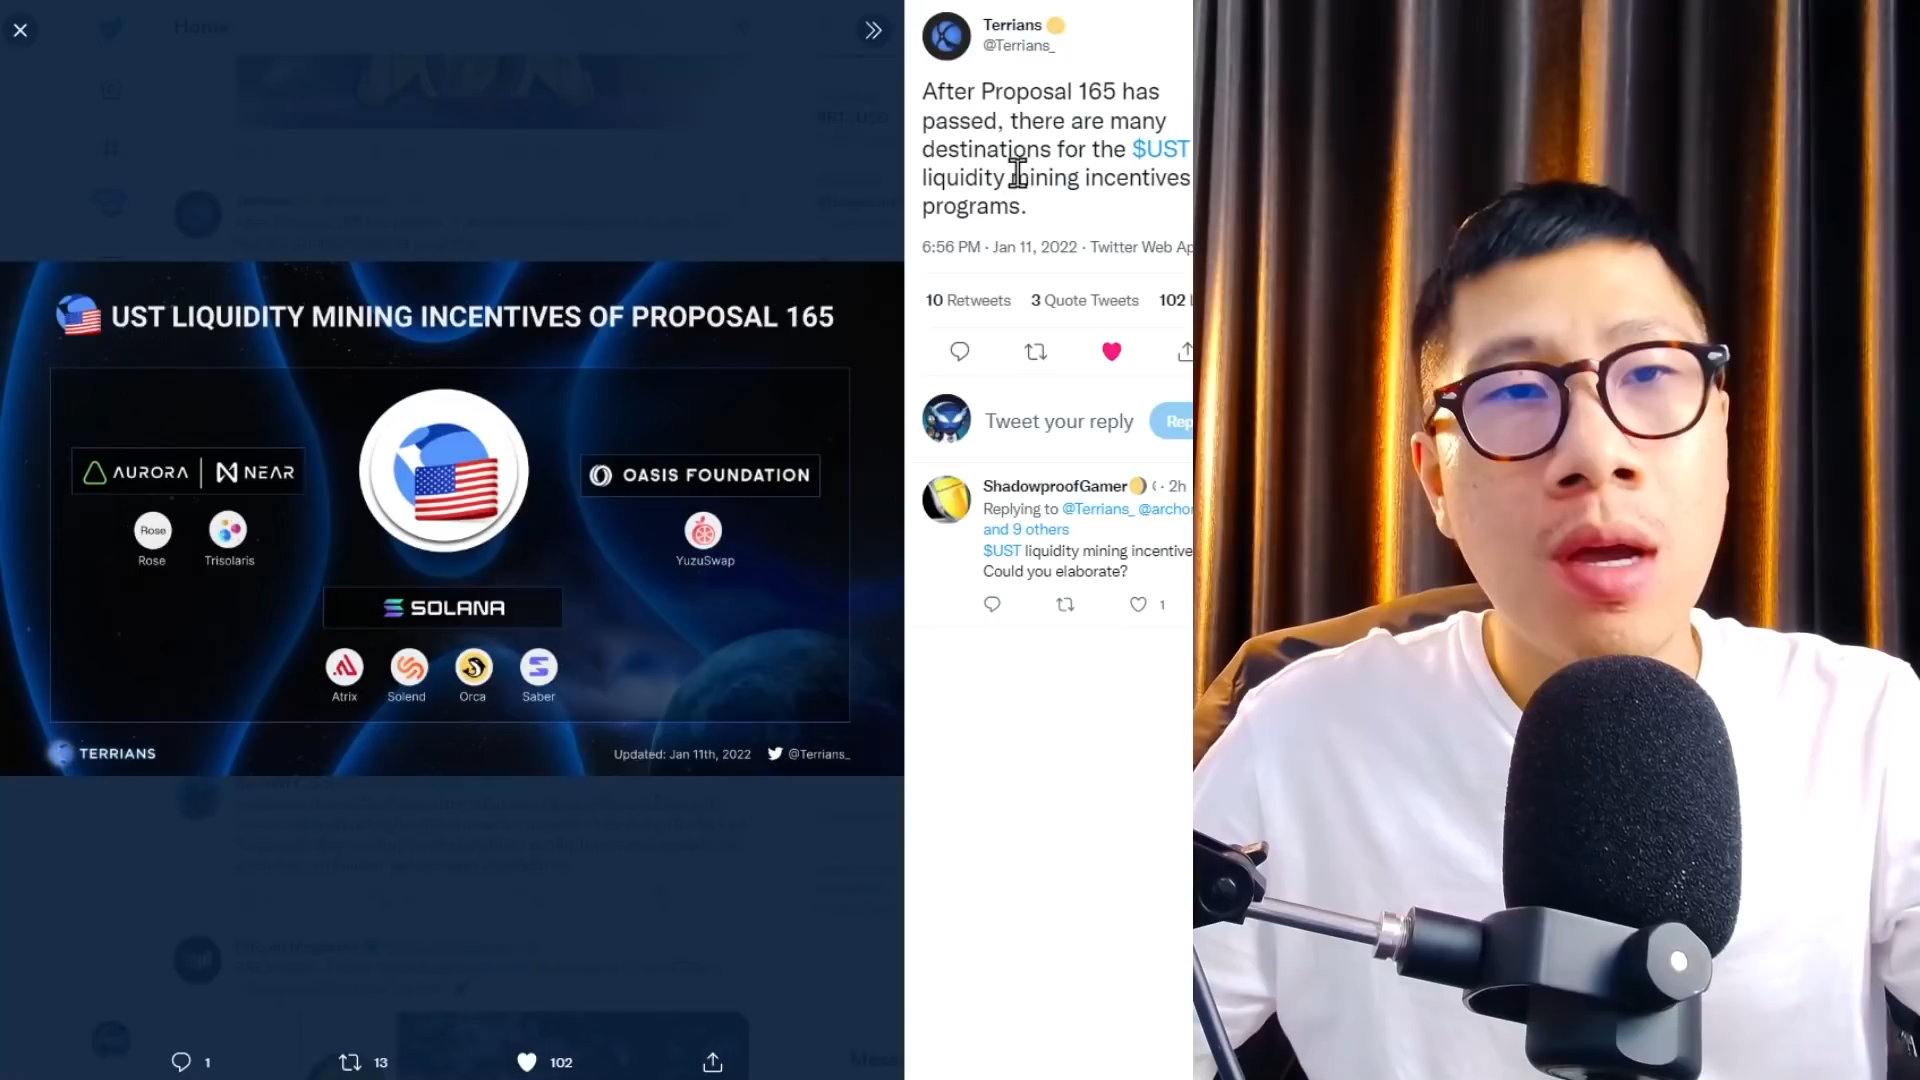 Home
UST LIQUIDITY MINING INCENTIVES OF PROPOSAL 165
AURORA | NEAR
Rose
Rose
Trisolaris
OASIS FOUNDATION
YuzuSwap
SOLANA
Atrix
Solend
Orca
Saber
TERRIANS
Updated: Jan 11th, 2022
@Terrians_
1
13
102
Terrians
@Terrians_
After Proposal 165 has
passed, there are many
destinations for the $UST
liquidity mining incentives
programs.
6:56 PM · Jan 11, 2022 · Twitter Web Ap
10 Retweets 3 Quote Tweets 102 L
Tweet your reply
Rep
ShadowproofGamer ( · 2h
Replying to @Terrians_ @archor
and 9 others
$UST liquidity mining incentive
Could you elaborate?
1